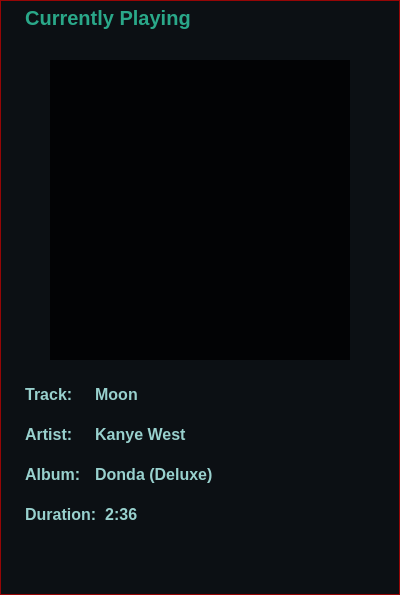 Currently Playing
Track: Moon
Artist: Kanye West
Album: Donda (Deluxe)
Duration: 2:36